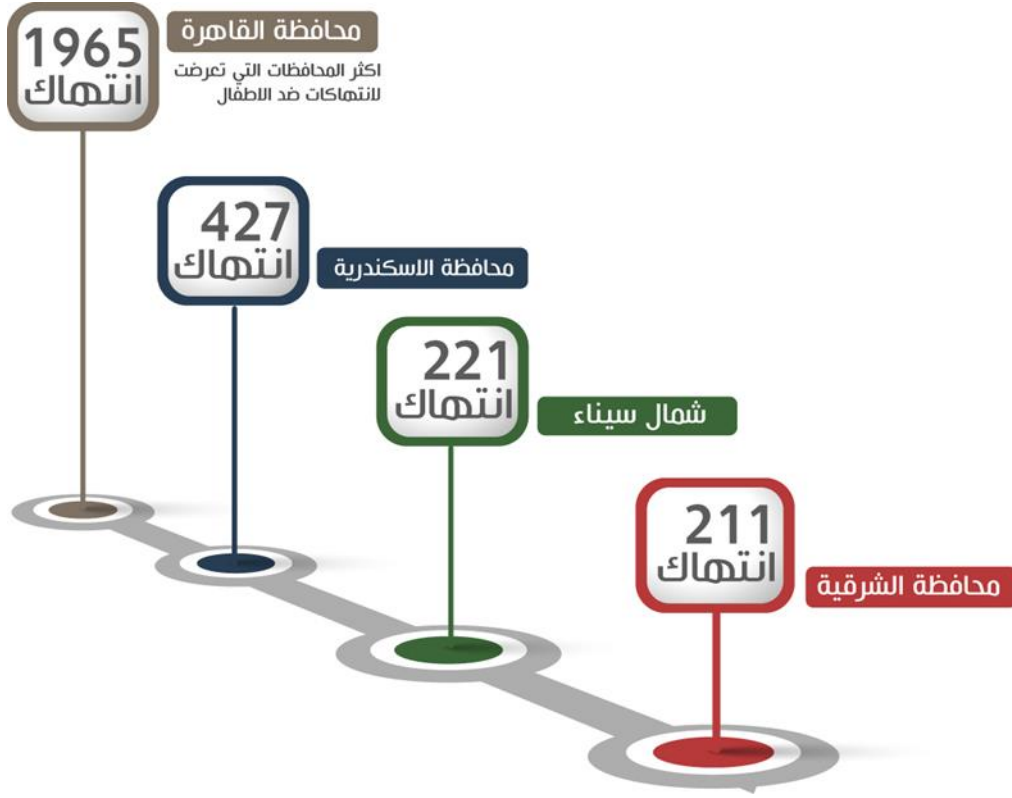 1965
انتهاك
محافظة القاهرة
اكثر المحافظات التي تعرضت
لانتهاكات ضد الاطفال
427
انتهاك
محافظة الاسكندرية
221
انتهاك
شمال سيناء
211
انتهاك
محافظة الشرقية